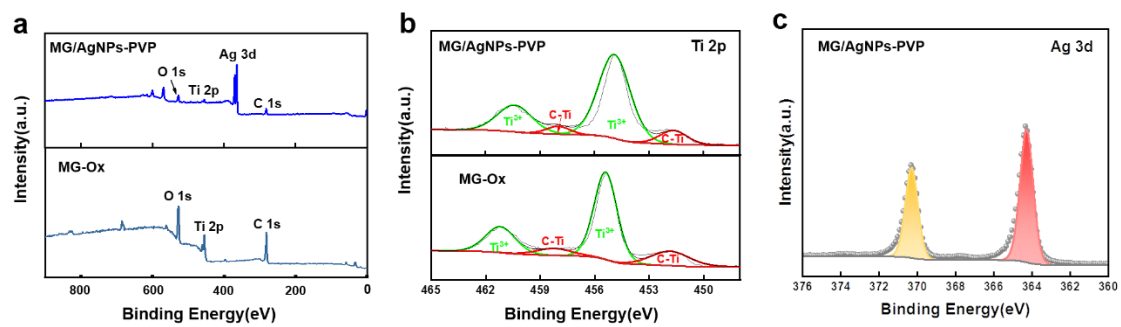 a
MG/AgNPs-PVP
Ag 3d
O 1s
Ti 2p
C 1s
MG-Ox
O 1s
Ti 2p
C 1s
Intensity(a.u.)
800 600 400 200 0
Binding Energy(eV)
b
MG/AgNPs-PVP Ti 2p
Ti³⁺
C-Ti
Ti³⁺
C-Ti
MG-Ox
Ti³⁺
C-Ti
Ti³⁺
C-Ti
Intensity(a.u.)
465 462 459 456 453 450
Binding Energy(eV)
c
MG/AgNPs-PVP Ag 3d
Intensity(a.u.)
376 374 372 370 368 366 364 362 360
Binding Energy(eV)